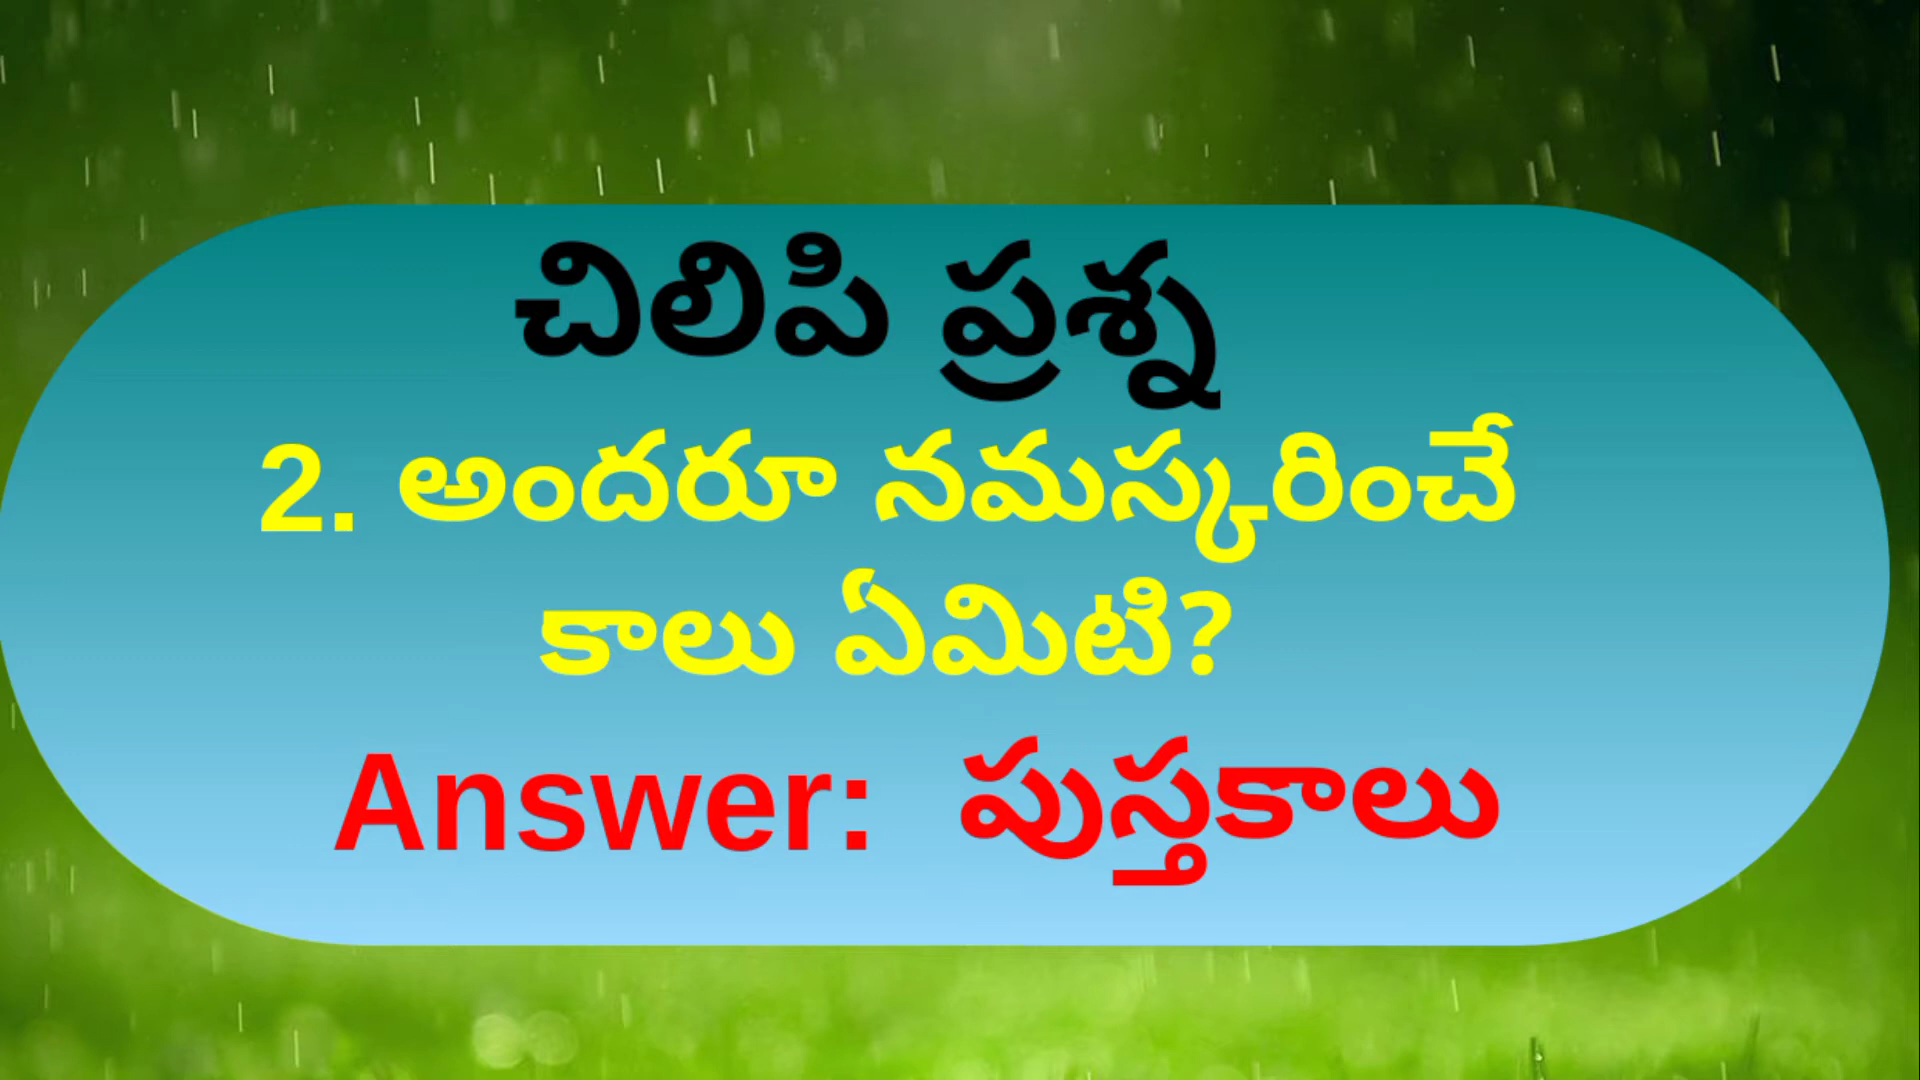 చిలిపి ప్రశ్న
2. అందరూ నమస్కరించే
కాలు ఏమిటి?
Answer: పుస్తకాలు